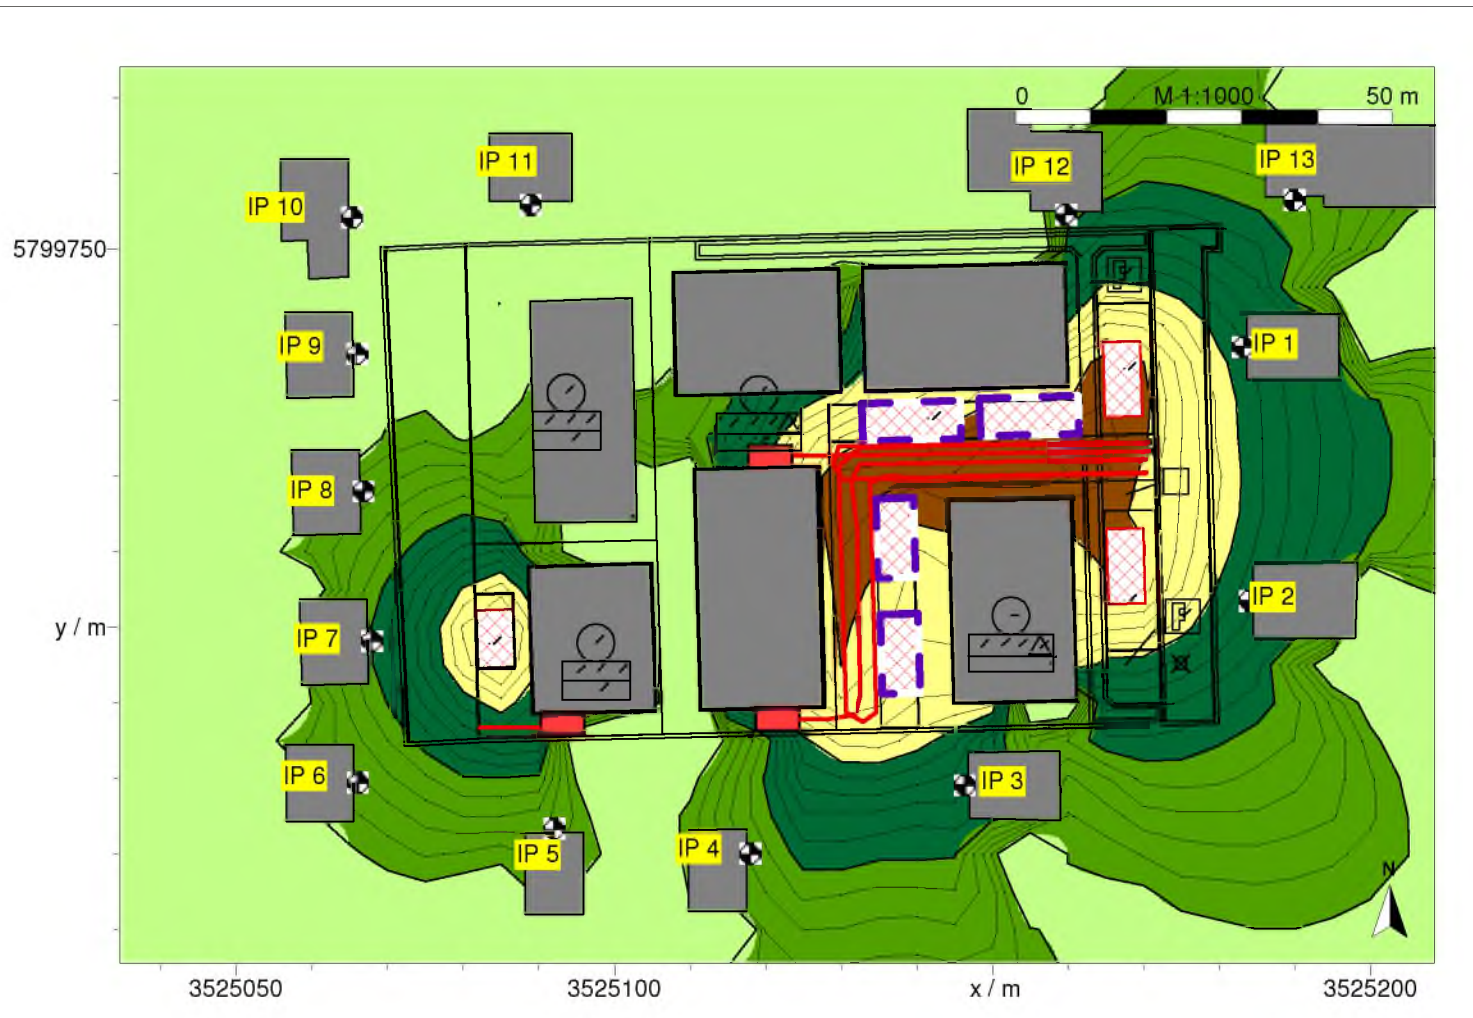 0 M 1:1000 50 m
IP 11
IP 12
IP 13
IP 10
5799750
IP 9
IP 1
IP 8
IP 2
y / m
IP 7
IP 6
IP 3
IP 5
IP 4
N
3525050
3525100
x / m
3525200